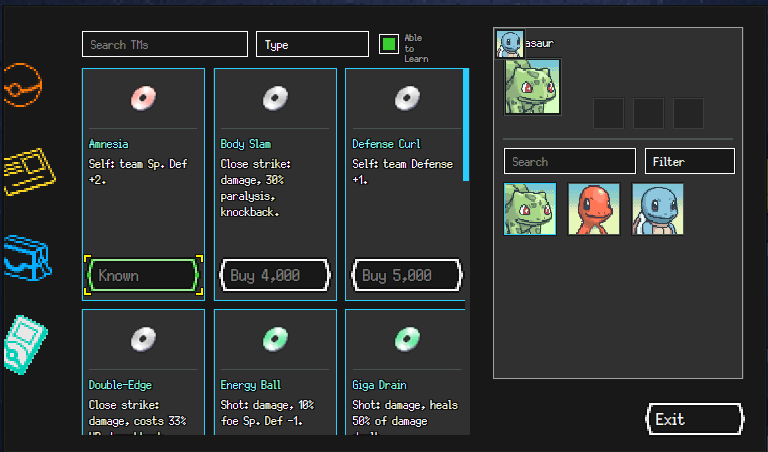 Search TMs
Type
Able
to
Learn
asaur
Amnesia
Self: team Sp. Def
+2.
Known
Body Slam
Close strike:
damage, 30%
paralysis,
knockback.
Buy 4,000
Defense Curl
Self: team Defense
+1.
Buy 5,000
Search
Filter
Double-Edge
Close strike:
damage, costs 33%
Energy Ball
Shot: damage, 10%
foe Sp. Def -1.
Giga Drain
Shot: damage, heals
50% of damage
Exit